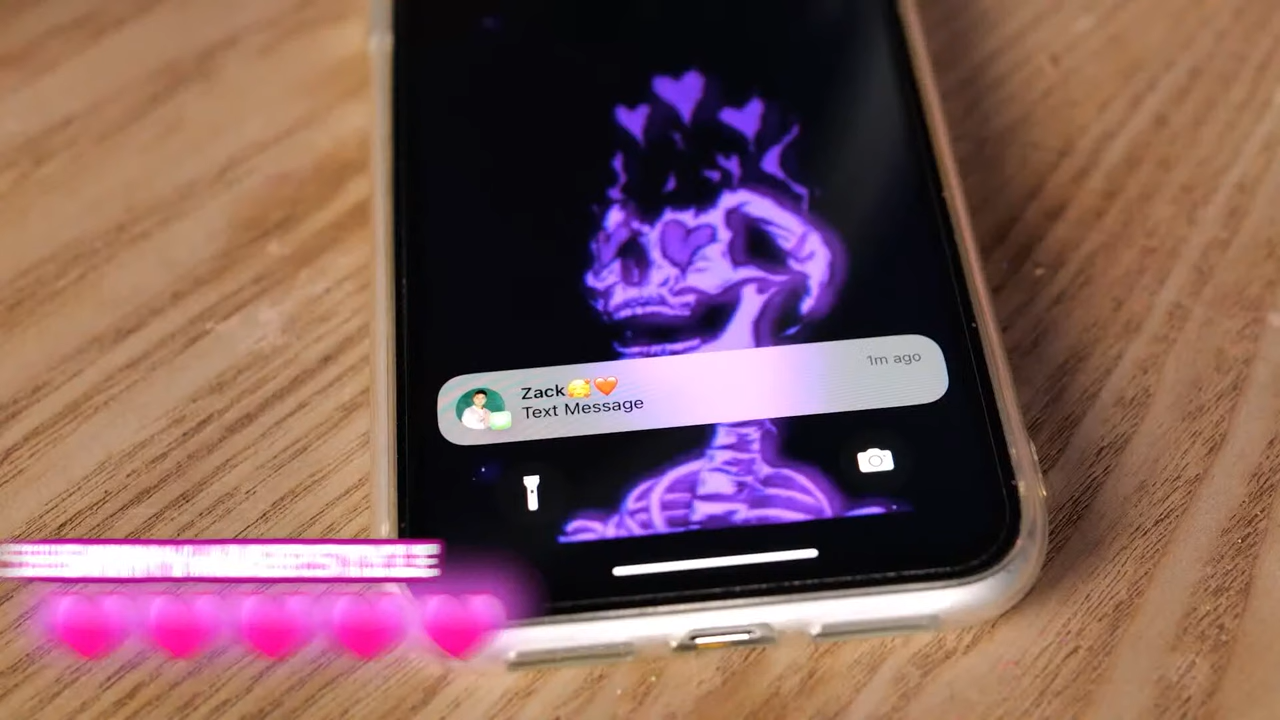 1m ago
Zack🥰❤️
Text Message